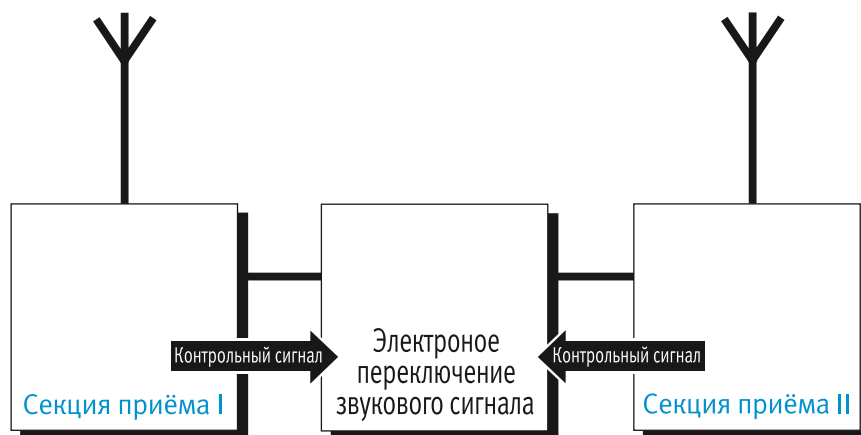 Контрольный сигнал
Секция приёма I
Электроное
переключение
звукового сигнала
Контрольный сигнал
Секция приёма II